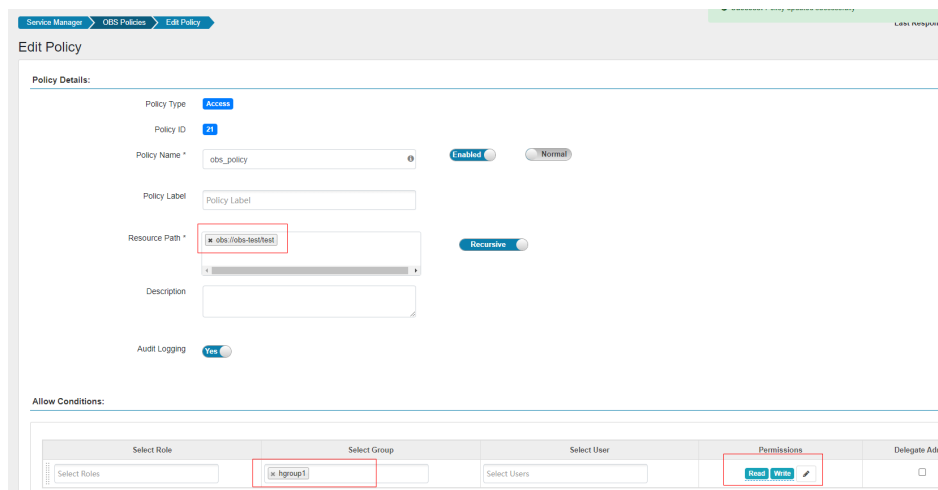 Service Manager OBS Policies Edit Policy
Last Respon
Edit Policy
Policy Details:
Policy Type Access
Policy ID 21
Policy Name * obs_policy Enabled Normal
Policy Label Policy Label
Resource Path * × obs://obs-test/test Recursive
Description
Audit Logging Yes
Allow Conditions:
Select Role Select Group Select User Permissions Delegate Adm
Select Roles × hgroup1 Select Users Read Write